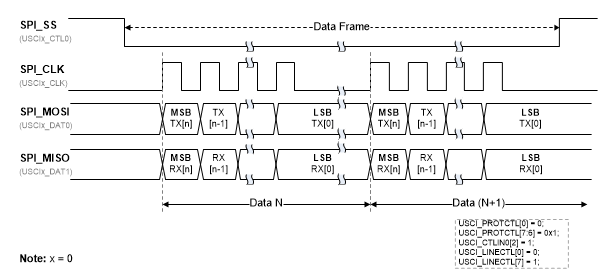 SPI_SS
Data Frame
(USCIx_CTL0)
SPI_CLK
(USCIx_CLK)
SPI_MOSI
(USCIx_DAT0)
MSB TX LSB MSB TX LSB
TX[n] [n-1] TX[0] TX[n] [n-1] TX[0]
SPI_MISO
(USCIx_DAT1)
MSB RX LSB MSB RX LSB
RX[n] [n-1] RX[0] RX[n] [n-1] RX[0]
Data N Data (N+1)
USCI_PROTCTL[0] = 0;
USCI_PROTCTL[7:6] = 0x1;
USCI_CTLIN0[2] = 1;
USCI_LINECTL[0] = 0;
USCI_LINECTL[7] = 1;
Note: x = 0